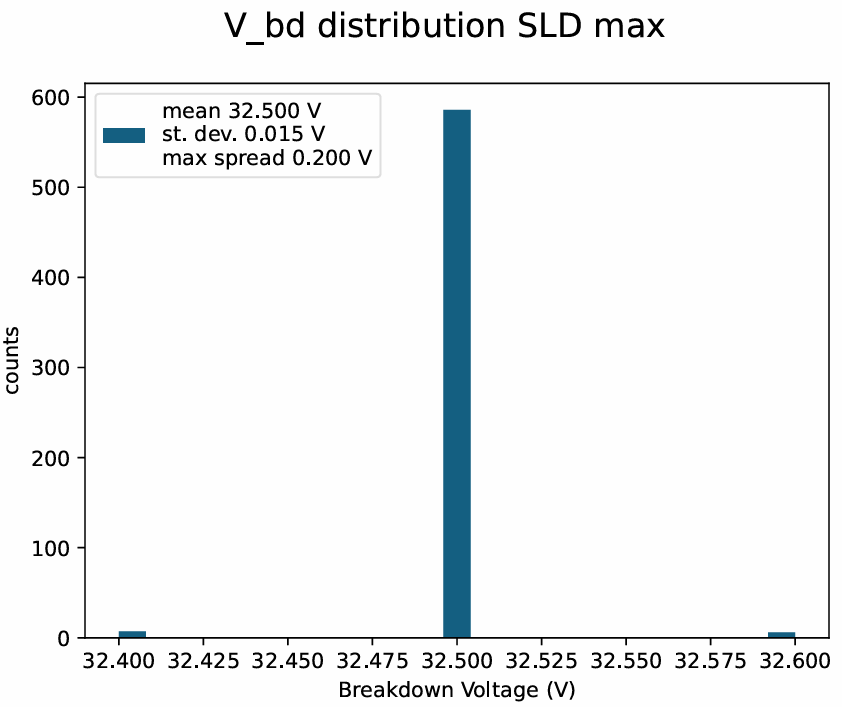 V_bd distribution SLD max
mean 32.500 V
st. dev. 0.015 V
max spread 0.200 V
600
500
400
300
200
100
0
counts
32.400 32.425 32.450 32.475 32.500 32.525 32.550 32.575 32.600
Breakdown Voltage (V)